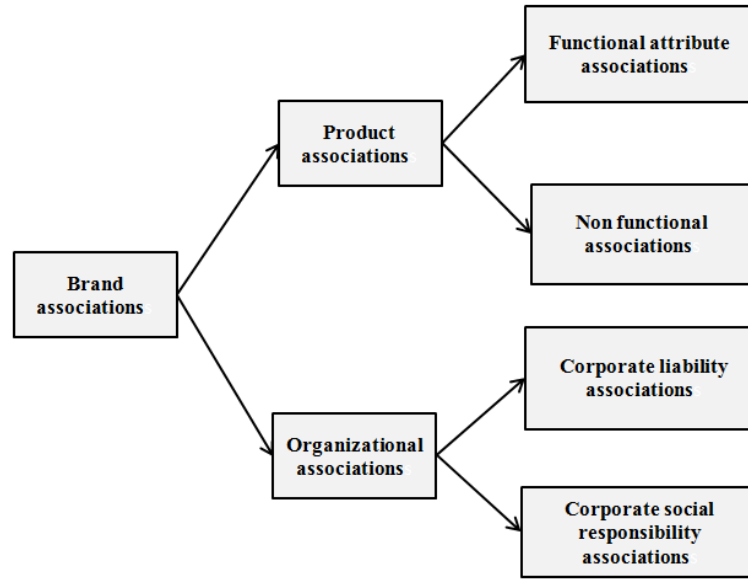 Functional attribute
associations
Product
associations
Non functional
associations
Brand
associations
Corporate liability
associations
Organizational
associations
Corporate social
responsibility
associations